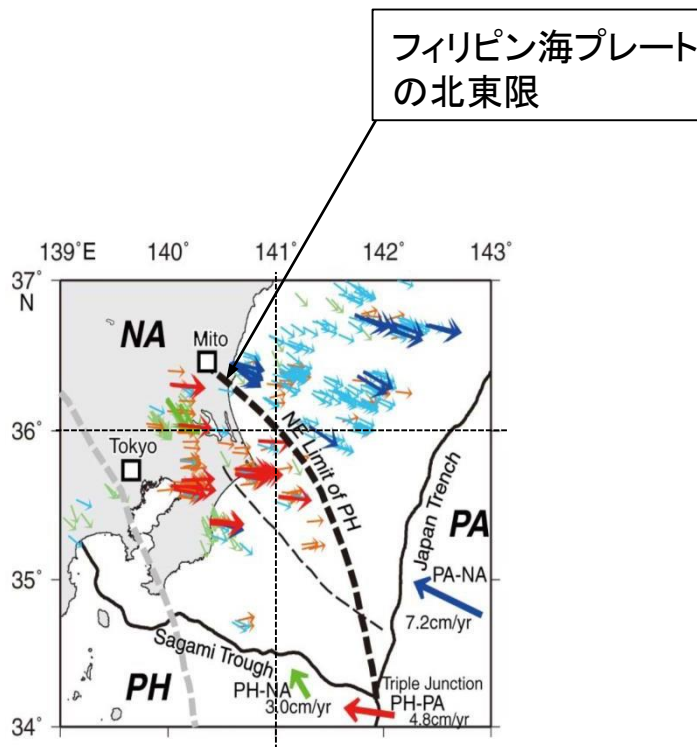 フィリピン海プレート
の北東限
139°E 140° 141° 142° 143°
37°
N
NA
Mito
36°
Tokyo
NE Limit of PH
Japan Trench
PA
35°
PA-NA
7.2cm/yr
Sagami Trough
PH
PH-NA
3.0cm/yr
Triple Junction
PH-PA
4.8cm/yr
34°